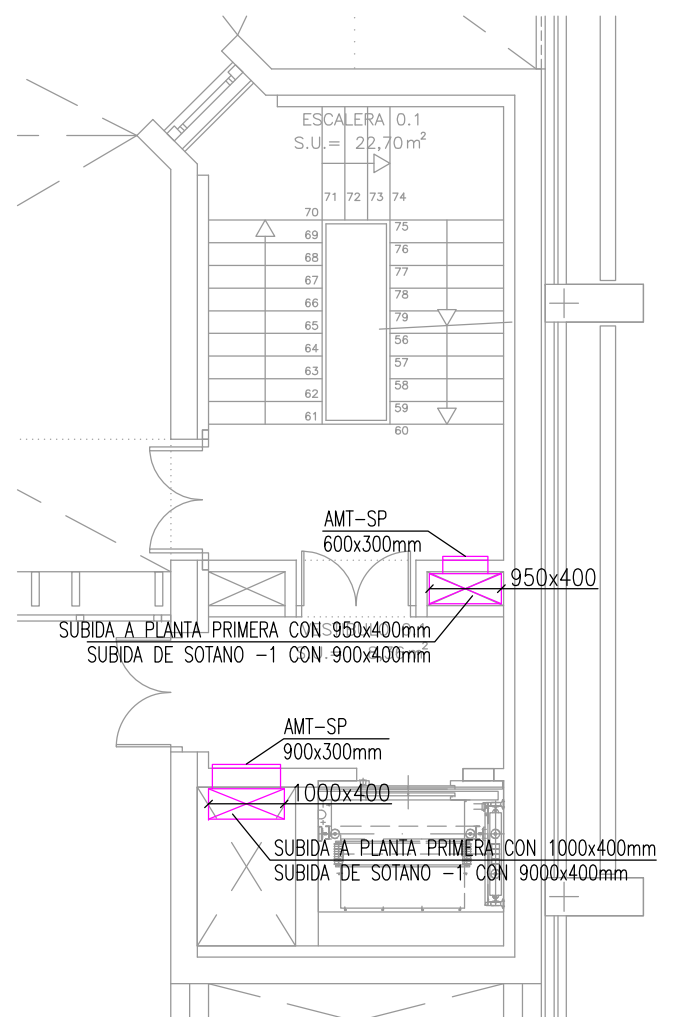 ESCALERA 0.1
S.U.= 22,70 m²
71 72 73 74
70
75
69
76
68
77
67
78
66
79
65
56
64
57
63
58
62
59
61
60
AMT-SP
600x300mm
950x400
SUBIDA A PLANTA PRIMERA CON 950x400mm
SUBIDA DE SOTANO -1 CON 900x400mm
AMT-SP
900x300mm
1000x400
SUBIDA A PLANTA PRIMERA CON 1000x400mm
SUBIDA DE SOTANO -1 CON 9000x400mm